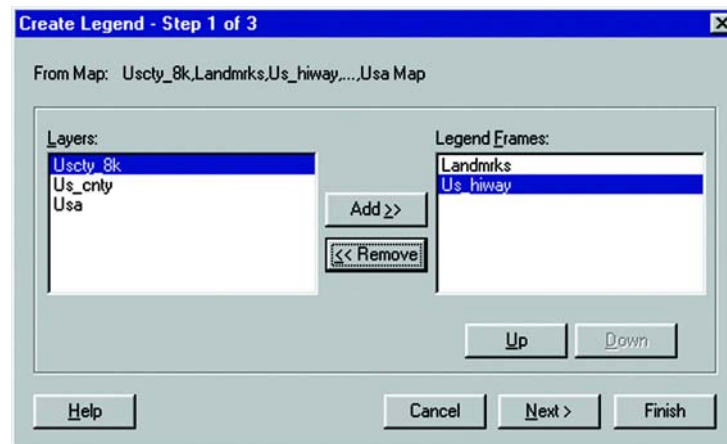 Create Legend - Step 1 of 3
From Map: Uscty_8k,Landmrks,Us_hiway,...,Usa Map
Layers:
Uscty_8k
Us_cnty
Usa
Add >>
<< Remove
Legend Frames:
Landmrks
Us_hiway
Up
Down
Help
Cancel
Next >
Finish